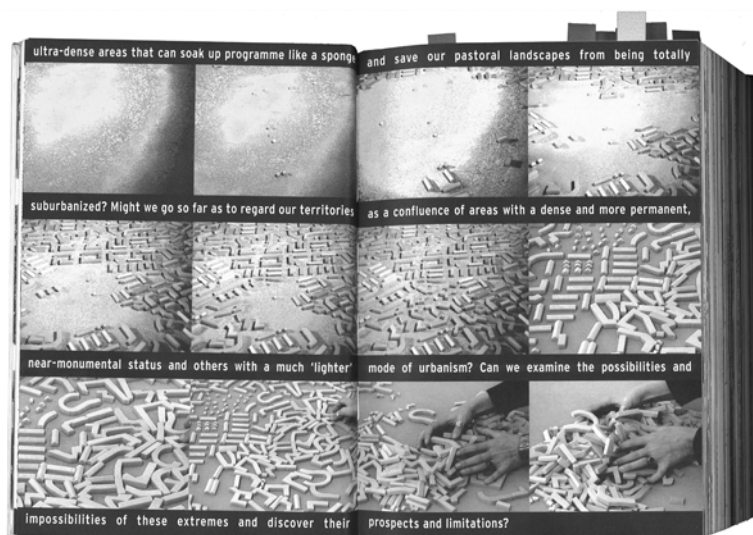 ultra-dense areas that can soak up programme like a sponge and save our pastoral landscapes from being totally
suburbanized? Might we go so far as to regard our territories as a confluence of areas with a dense and more permanent,
near-monumental status and others with a much 'lighter' mode of urbanism? Can we examine the possibilities and
impossibilities of these extremes and discover their prospects and limitations?